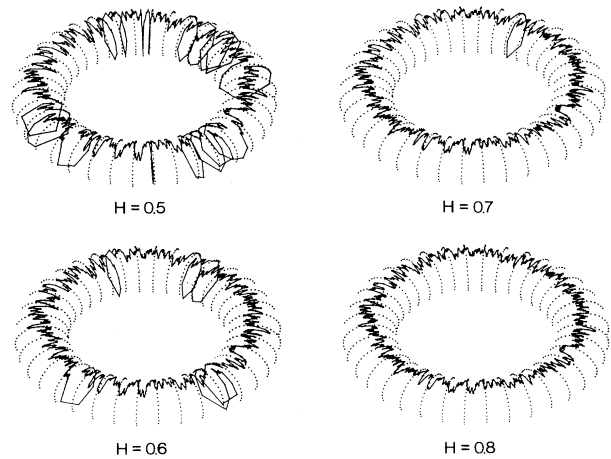 H = 0.5
H = 0.7
H = 0.6
H = 0.8